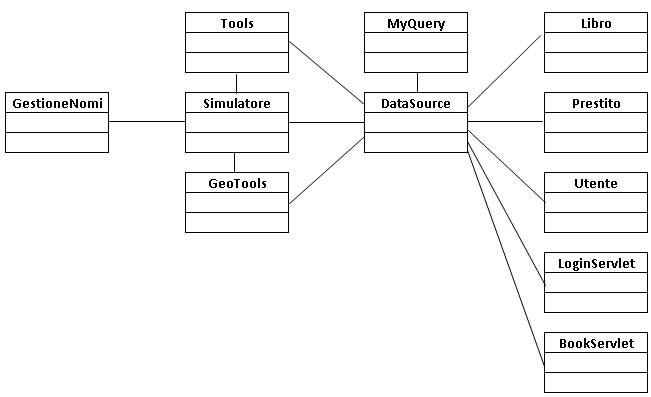 Tools
MyQuery
Libro
GestioneNomi
Simulatore
DataSource
Prestito
GeoTools
Utente
LoginServlet
BookServlet